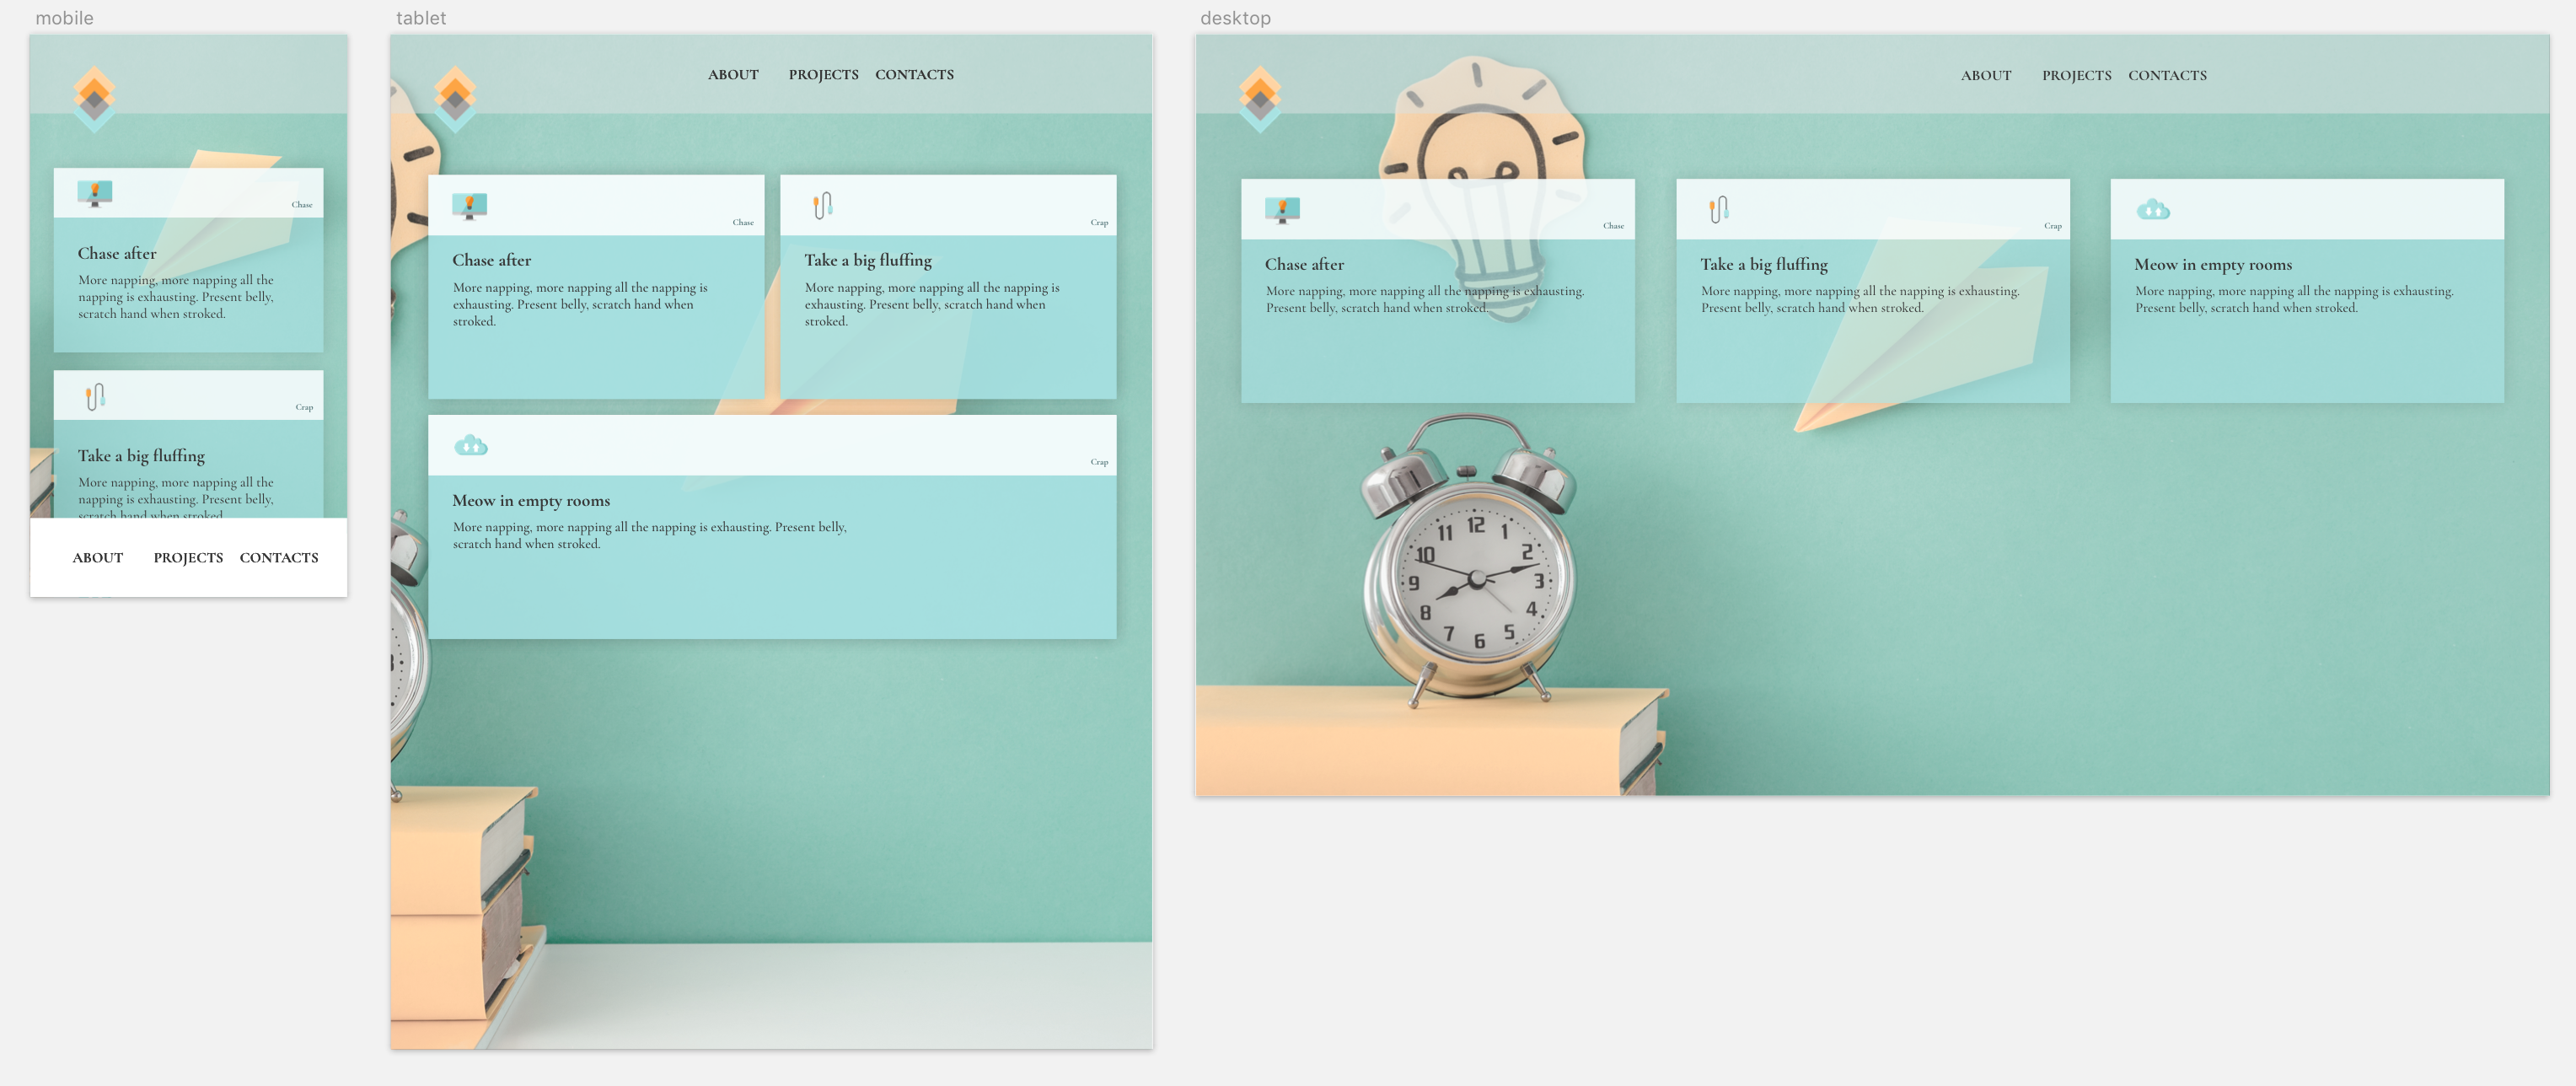 mobile
Chase
Chase after
More napping, more napping all the
napping is exhausting. Present belly,
scratch hand when stroked.
Crap
Take a big fluffing
More napping, more napping all the
napping is exhausting. Present belly,
scratch hand when stroked.
ABOUT PROJECTS CONTACTS
tablet
ABOUT PROJECTS CONTACTS
Chase
Chase after
More napping, more napping all the napping is
exhausting. Present belly, scratch hand when
stroked.
Crap
Take a big fluffing
More napping, more napping all the napping is
exhausting. Present belly, scratch hand when
stroked.
Crap
Meow in empty rooms
More napping, more napping all the napping is exhausting. Present belly,
scratch hand when stroked.
desktop
ABOUT PROJECTS CONTACTS
Chase
Chase after
More napping, more napping all the napping is exhausting.
Present belly, scratch hand when stroked.
Crap
Take a big fluffing
More napping, more napping all the napping is exhausting.
Present belly, scratch hand when stroked.
Meow in empty rooms
More napping, more napping all the napping is exhausting.
Present belly, scratch hand when stroked.
12
11 1
10 2
9 3
8 4
7 6 5